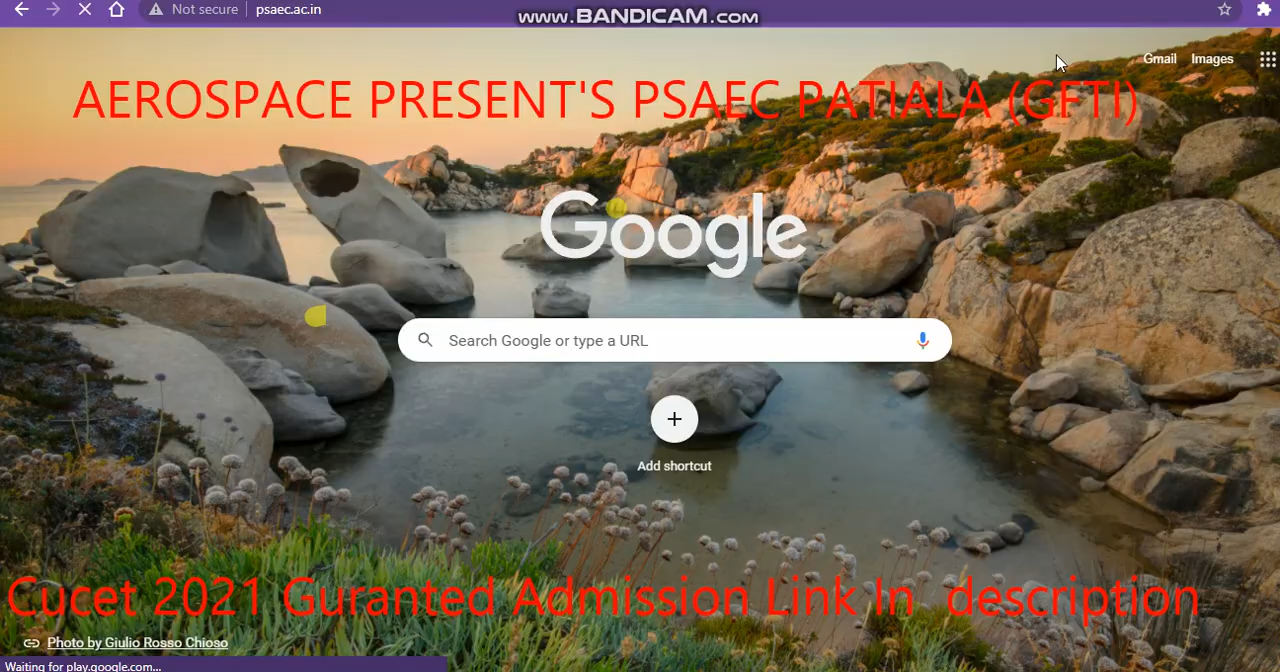 Not secure psaec.ac.in
www.BANDICAM.com
Gmail Images
AEROSPACE PRESENT'S PSAEC PATIALA (GFTI)
Google
Search Google or type a URL
Add shortcut
Cucet 2021 Guranted Admission Link In description
Photo by Giulio Rosso Chioso
Waiting for play.google.com...